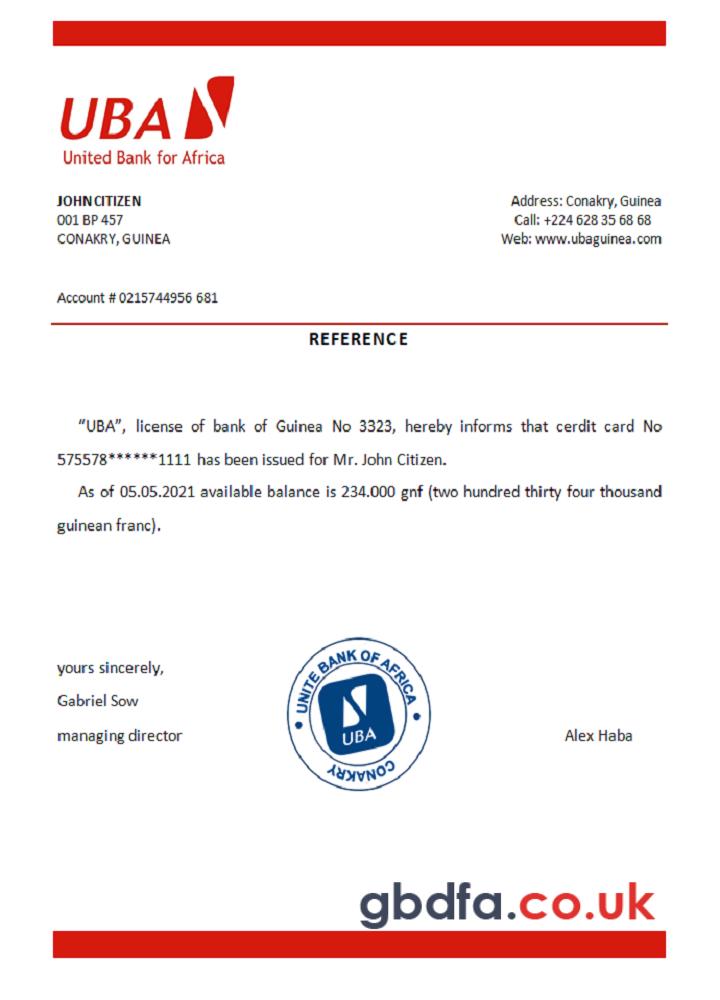 UBA
United Bank for Africa
JOHN CITIZEN
001 BP 457
CONAKRY, GUINEA
Address: Conakry, Guinea
Call: +224 628 35 68 68
Web: www.ubaguinea.com
Account # 0215744956 681
REFERENCE
“UBA”, license of bank of Guinea No 3323, hereby informs that cerdit card No
575578******1111 has been issued for Mr. John Citizen.
As of 05.05.2021 available balance is 234.000 gnf (two hundred thirty four thousand
guinean franc).
yours sincerely,
Gabriel Sow
managing director
UNITE BANK OF AFRICA
UBA
CONAKRY
Alex Haba
gbdfa.co.uk